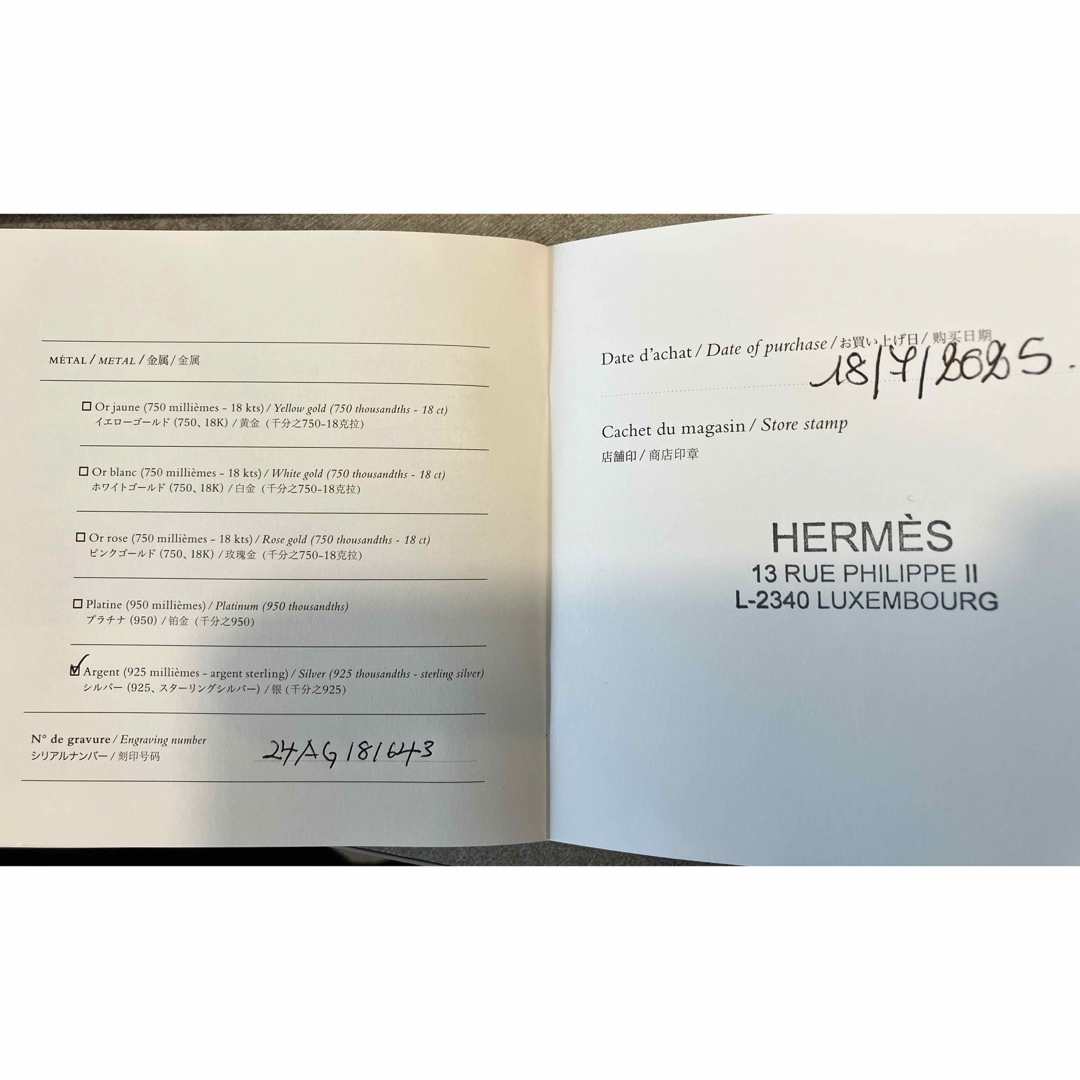 MÉTAL / METAL / 金属 / 金属
Or jaune (750 millièmes - 18 kts) / Yellow gold (750 thousandths - 18 ct)
イエローゴールド (750、18K) / 黄金 (千分之750-18克拉)
Or blanc (750 millièmes - 18 kts) / White gold (750 thousandths - 18 ct)
ホワイトゴールド (750、18K) / 白金 (千分之750-18克拉)
Or rose (750 millièmes - 18 kts) / Rose gold (750 thousandths - 18 ct)
ピンクゴールド (750、18K) / 玫瑰金 (千分之750-18克拉)
Platine (950 millièmes) / Platinum (950 thousandths)
プラチナ (950) / 铂金 (千分之950)
Argent (925 millièmes - argent sterling) / Silver (925 thousandths - sterling silver)
シルバー (925、スターリングシルバー) / 银 (千分之925)
N° de gravure / Engraving number
シリアルナンバー / 刻印号码
24AG181643
Date d'achat / Date of purchase / お買い上げ日 / 购买日期
18/7/2025.
Cachet du magasin / Store stamp
店舗印 / 商店印章
HERMÈS
13 RUE PHILIPPE II
L-2340 LUXEMBOURG